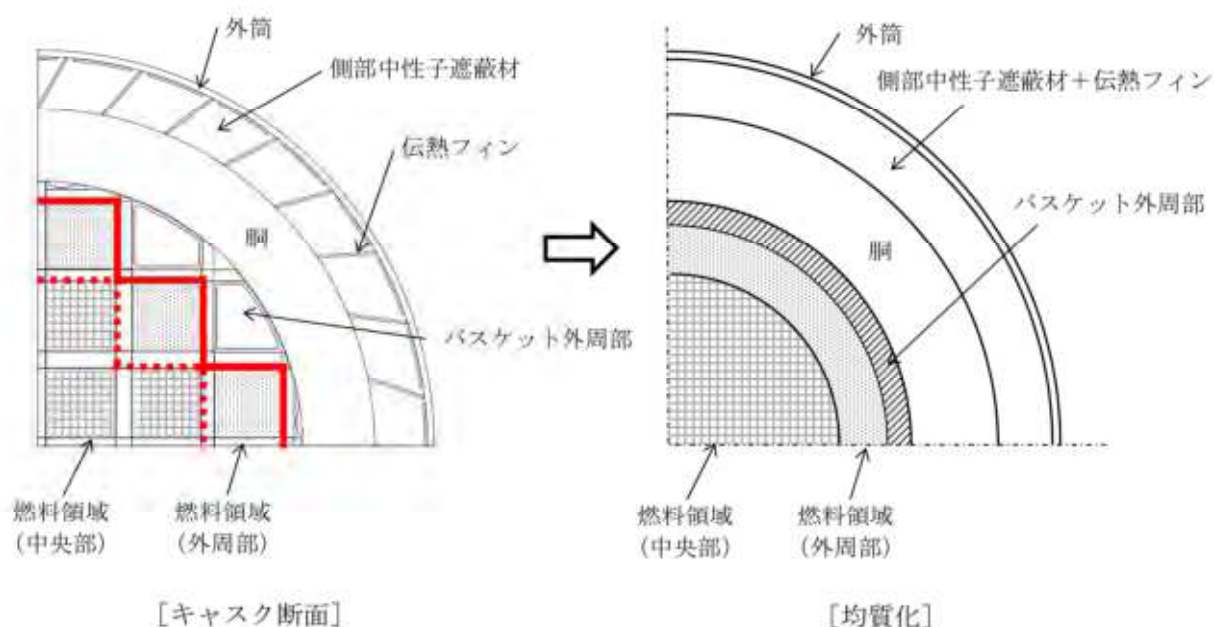 外筒
側部中性子遮蔽材
伝熱フィン
胴
バスケット外周部
燃料領域
(中央部)
燃料領域
(外周部)
[キャスク断面]
外筒
側部中性子遮蔽材＋伝熱フィン
バスケット外周部
胴
燃料領域
(中央部)
燃料領域
(外周部)
[均質化]